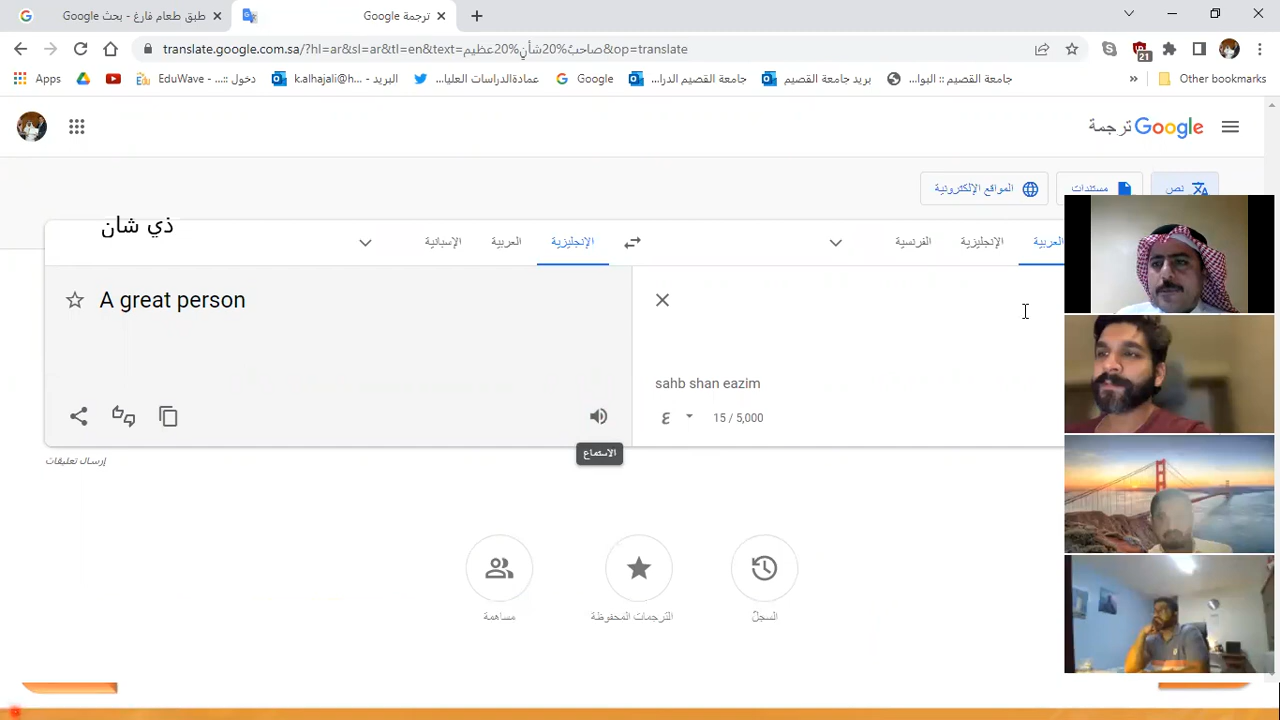 طبق طعام فارغ - بحث Google
ترجمة Google
translate.google.com.sa/?hl=ar&sl=ar&tl=en&text=صاحبُ%20شأنٍ%20عظيم&op=translate
21
Apps
EduWave - ...دخول ::
k.alhajali@h... - البريد
عمادةالدراسات العليا...
Google
جامعة القصيم الدرا...
بريد جامعة القصيم
جامعة القصيم :: البوا...
Other bookmarks
ترجمة Google
نص
مستندات
المواقع الإلكترونية
ذي شان
العربية
الإنجليزية
الفرنسية
الإنجليزية
العربية
الإسبانية
A great person
sahb shan eazim
ع
15 / 5,000
الاستماع
إرسال تعليقات
السجلّ
الترجمات المحفوظة
مساهمة